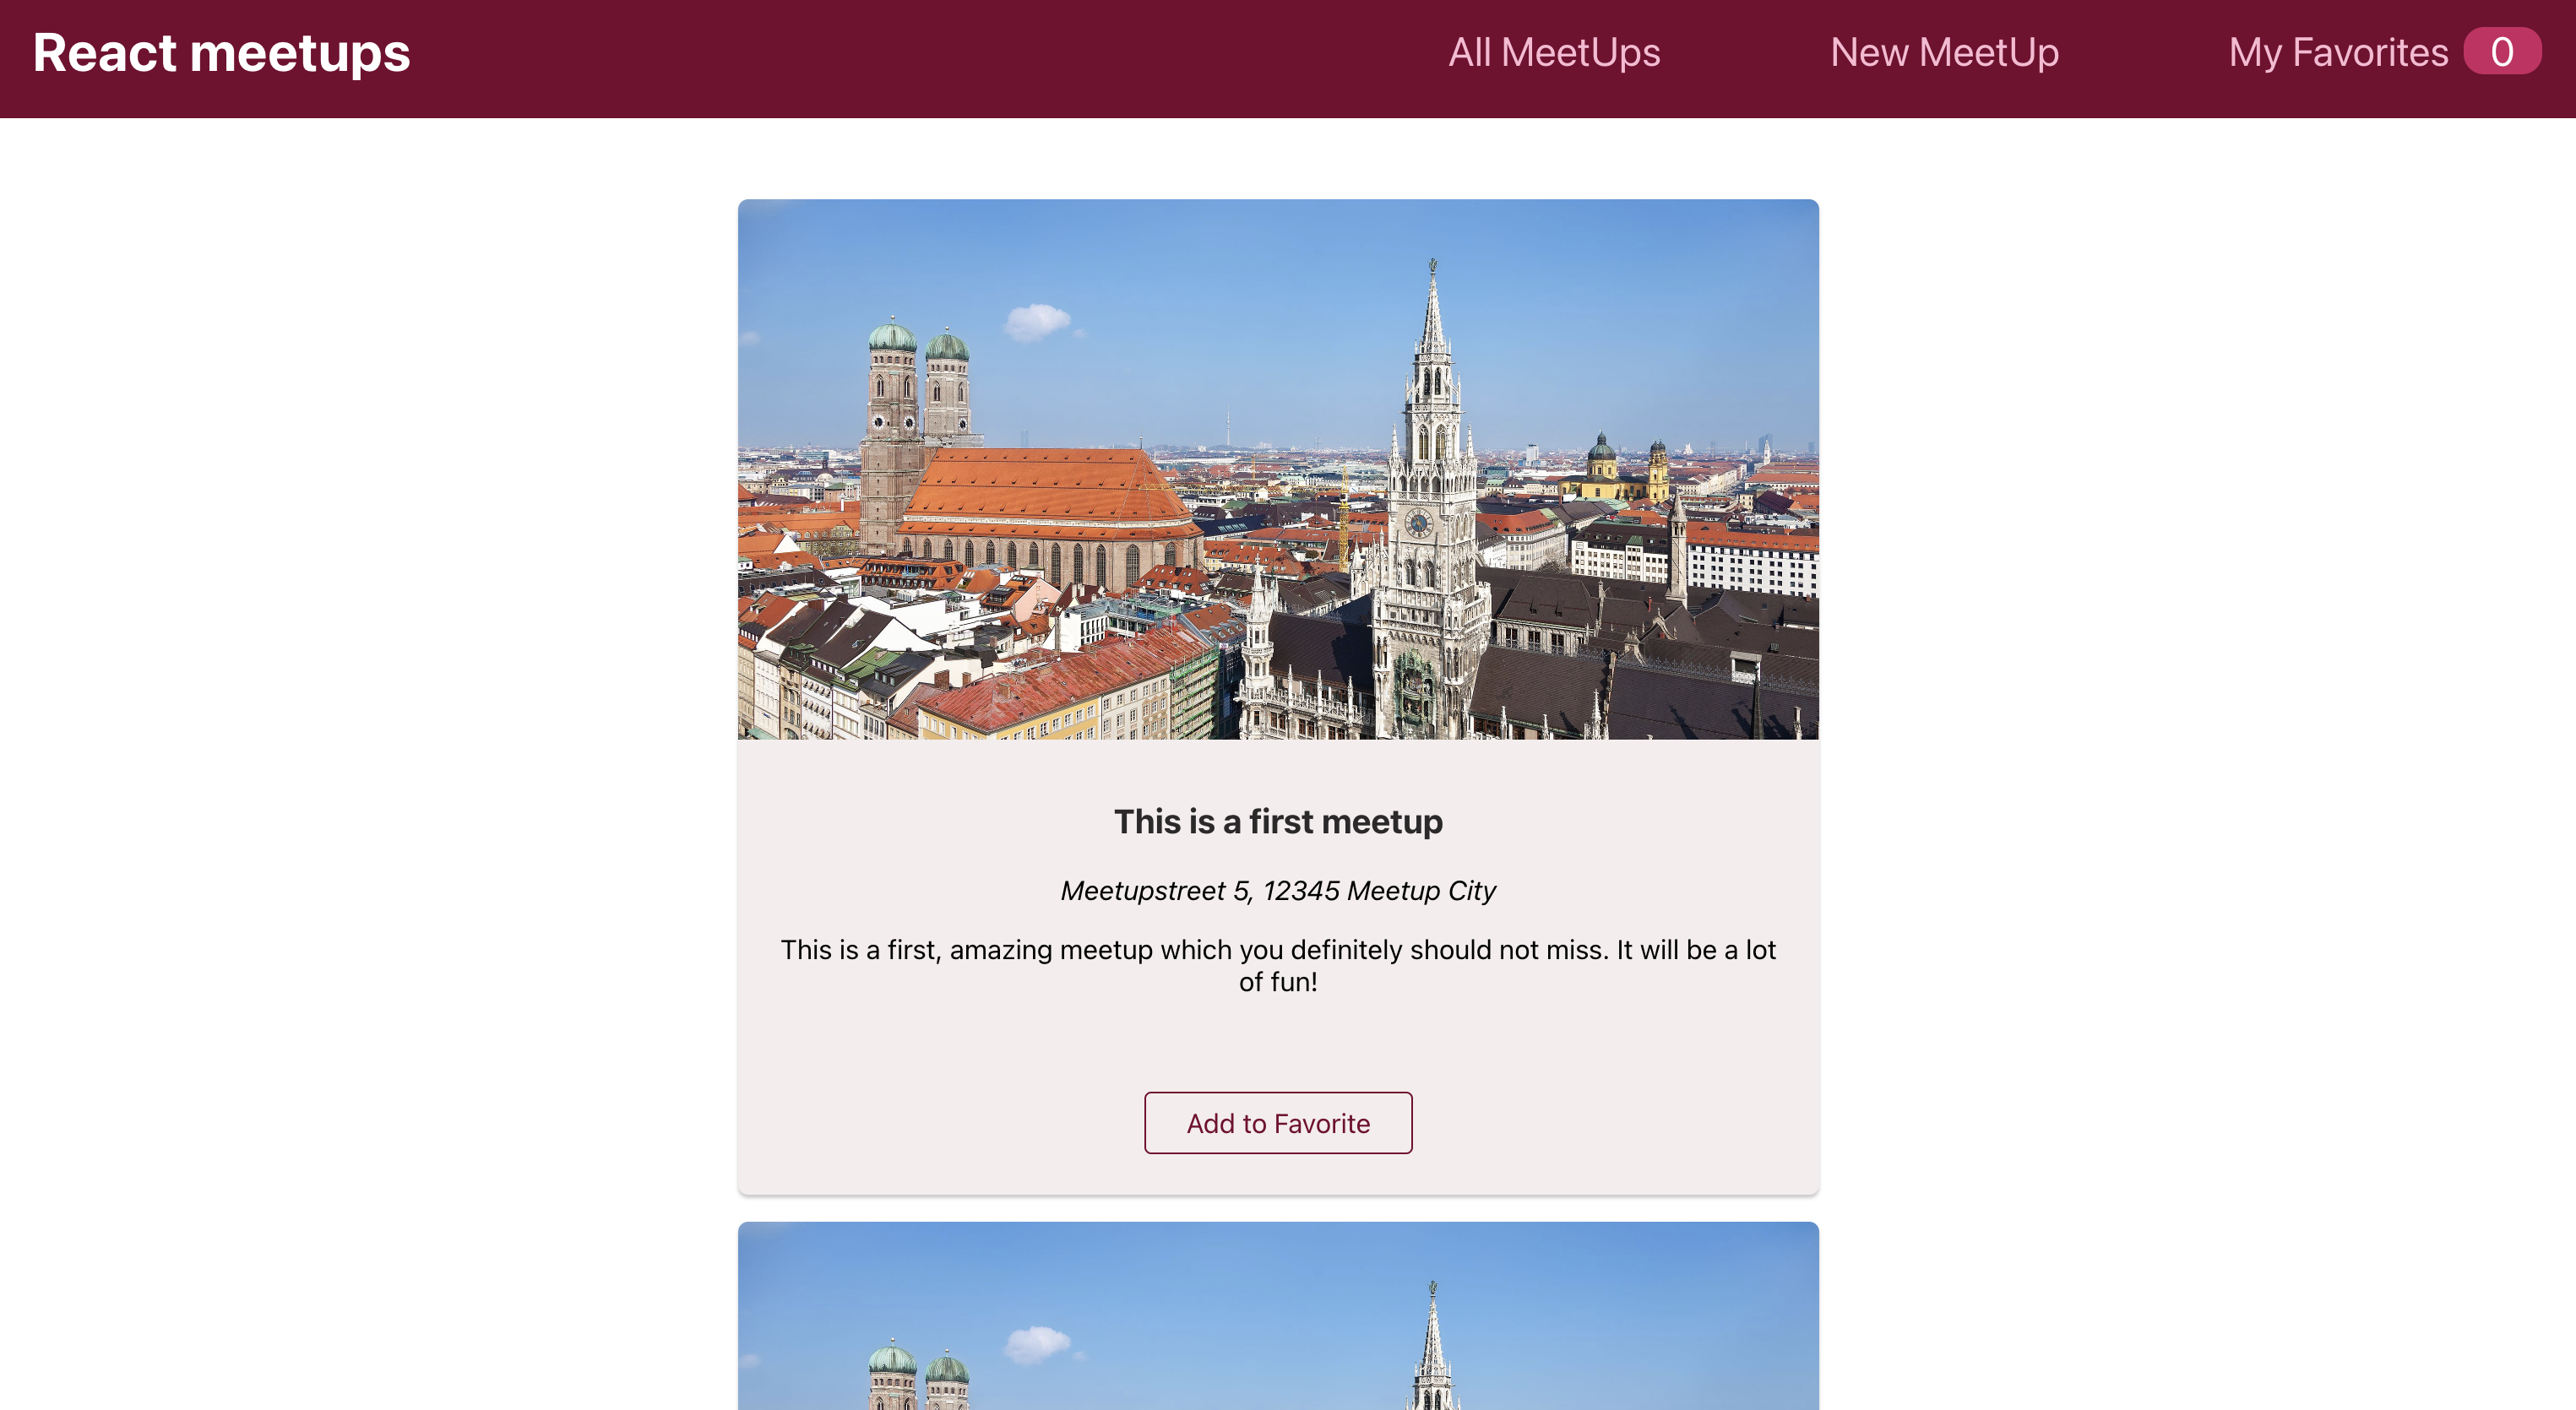 React meetups
All MeetUps
New MeetUp
My Favorites 0
This is a first meetup
Meetupstreet 5, 12345 Meetup City
This is a first, amazing meetup which you definitely should not miss. It will be a lot
of fun!
Add to Favorite